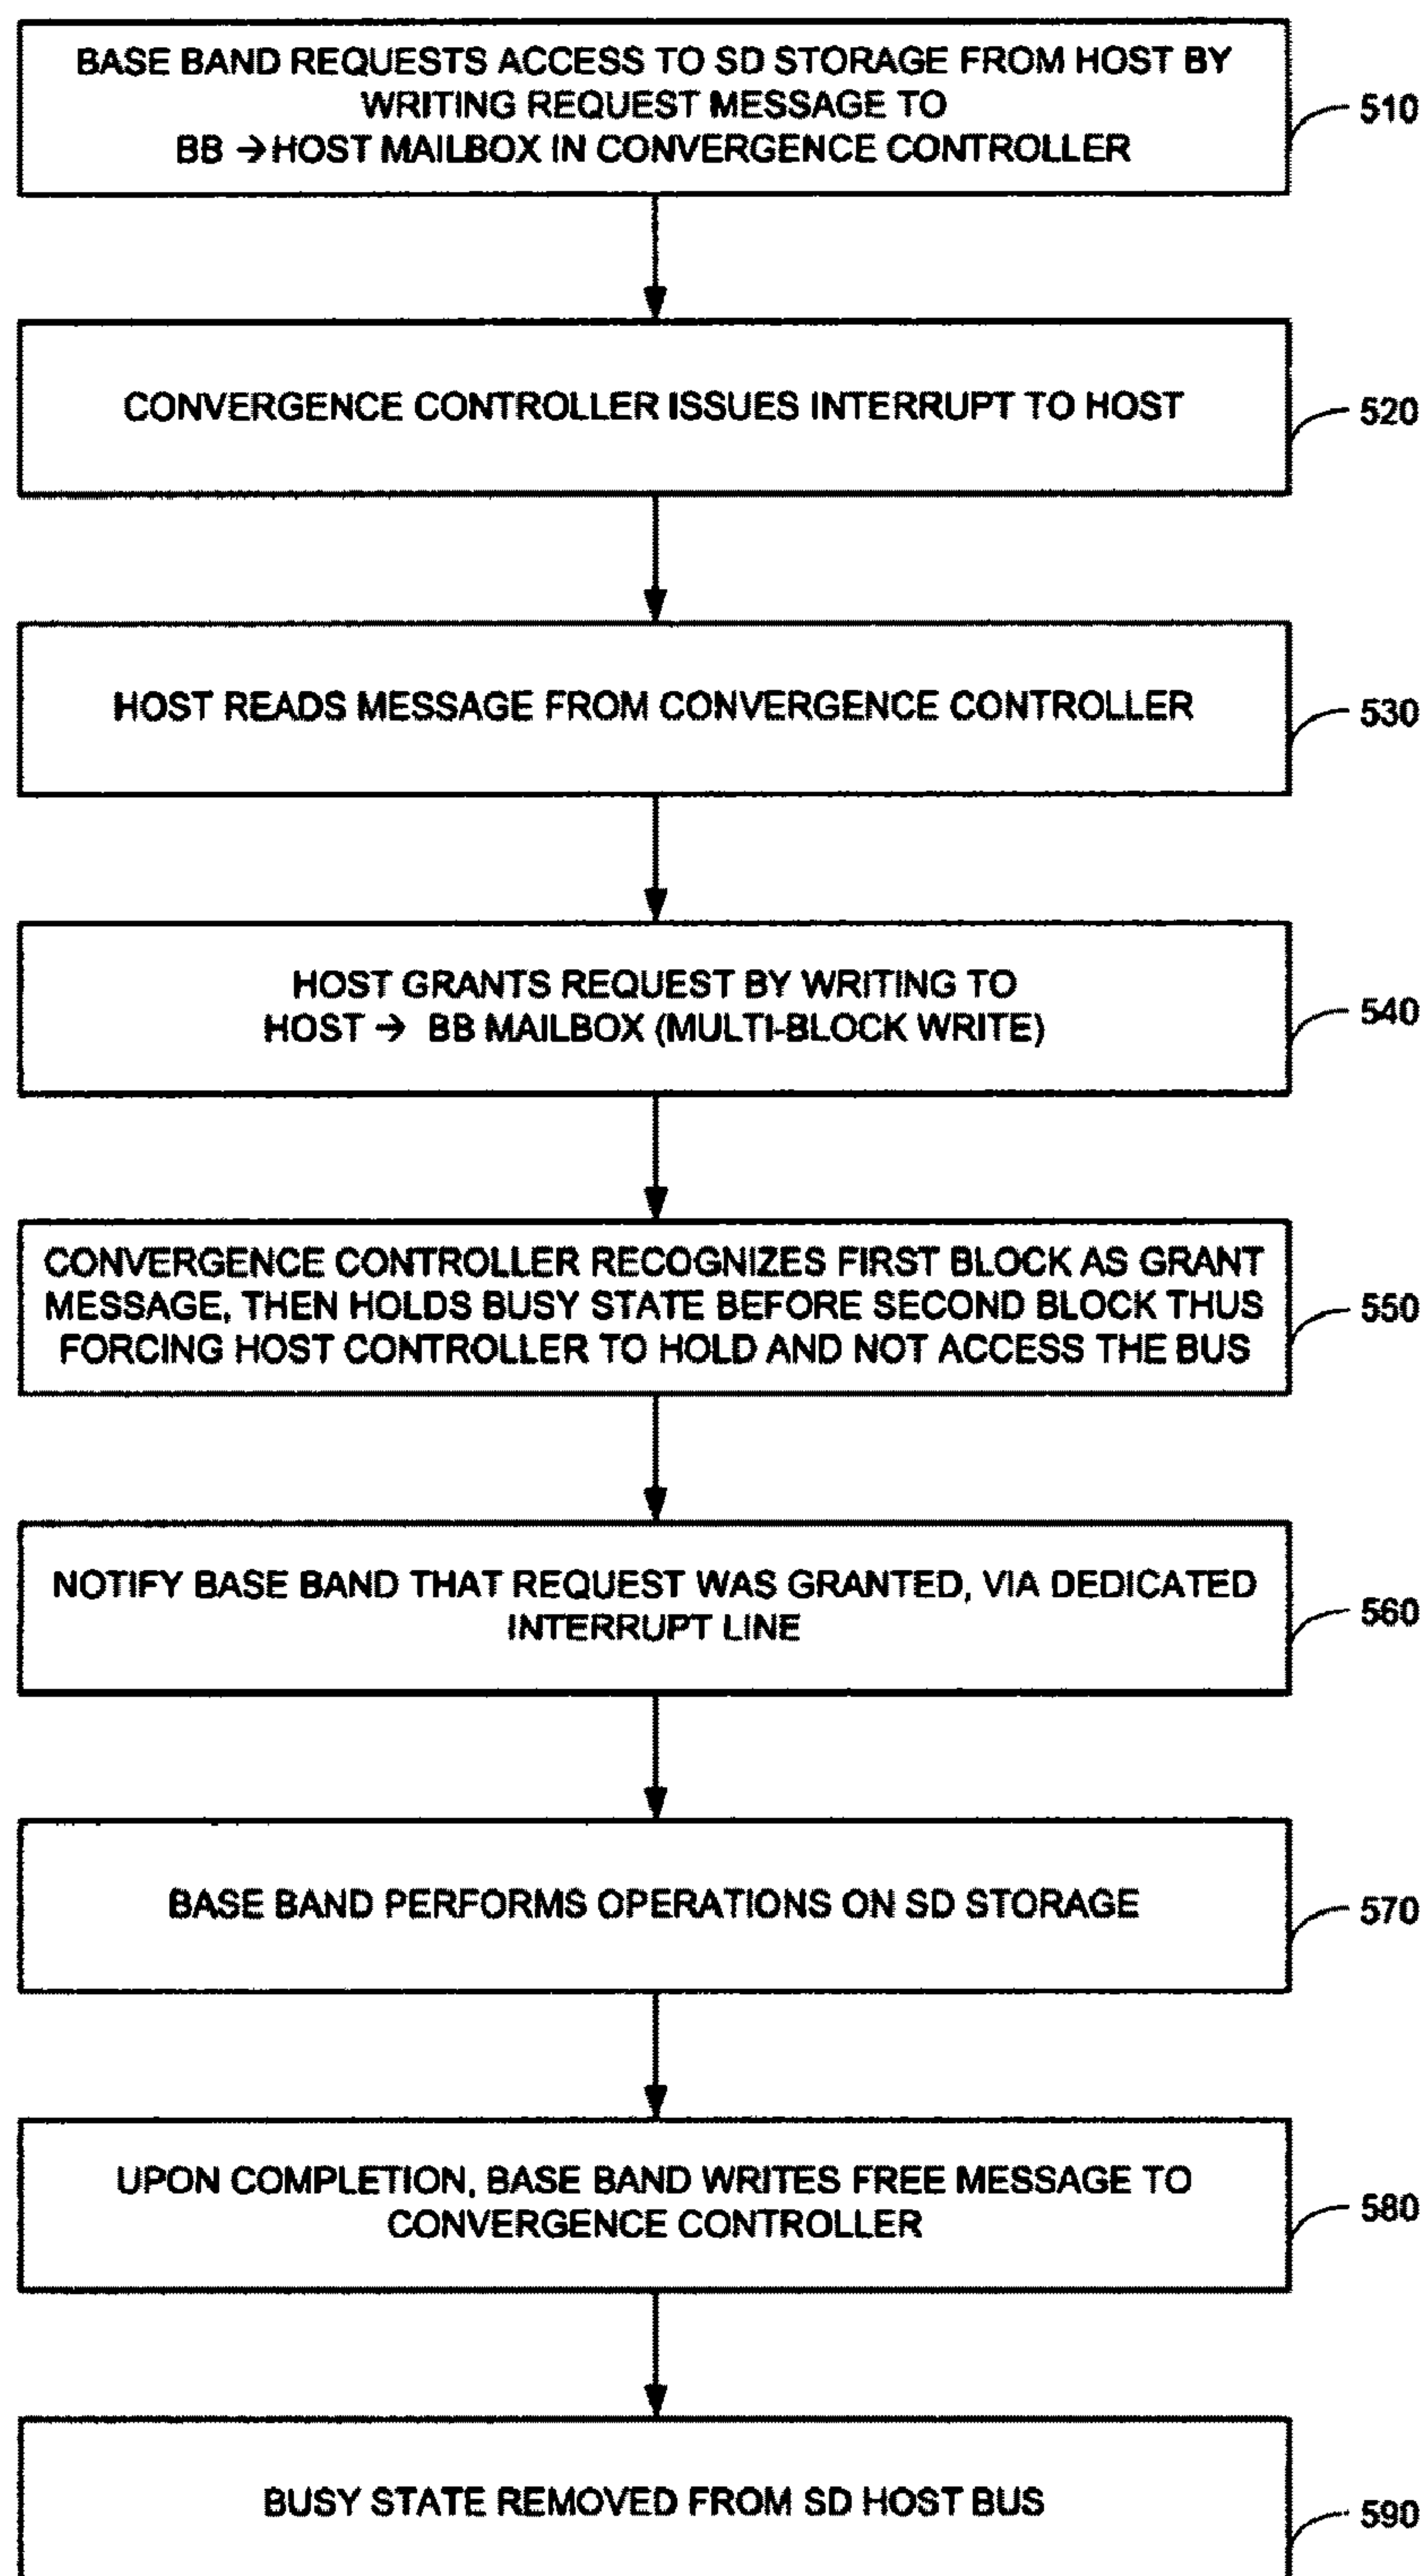 BASE BAND REQUESTS ACCESS TO SD STORAGE FROM HOST BY
WRITING REQUEST MESSAGE TO
BB → HOST MAILBOX IN CONVERGENCE CONTROLLER
510
CONVERGENCE CONTROLLER ISSUES INTERRUPT TO HOST
520
HOST READS MESSAGE FROM CONVERGENCE CONTROLLER
530
HOST GRANTS REQUEST BY WRITING TO
HOST → BB MAILBOX (MULTI-BLOCK WRITE)
540
CONVERGENCE CONTROLLER RECOGNIZES FIRST BLOCK AS GRANT
MESSAGE, THEN HOLDS BUSY STATE BEFORE SECOND BLOCK THUS
FORCING HOST CONTROLLER TO HOLD AND NOT ACCESS THE BUS
550
NOTIFY BASE BAND THAT REQUEST WAS GRANTED, VIA DEDICATED
INTERRUPT LINE
560
BASE BAND PERFORMS OPERATIONS ON SD STORAGE
570
UPON COMPLETION, BASE BAND WRITES FREE MESSAGE TO
CONVERGENCE CONTROLLER
580
BUSY STATE REMOVED FROM SD HOST BUS
590